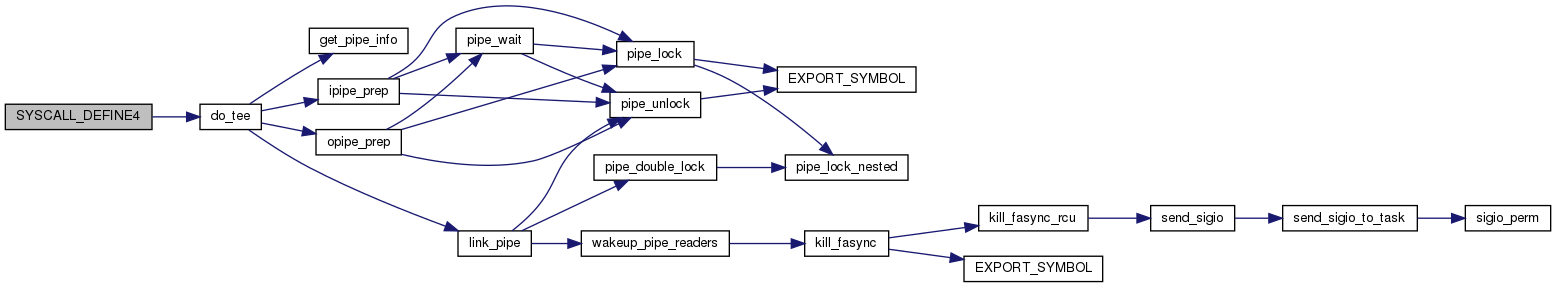 SYSCALL_DEFINE4
do_tee
get_pipe_info
ipipe_prep
opipe_prep
link_pipe
pipe_wait
pipe_lock
pipe_unlock
pipe_double_lock
wakeup_pipe_readers
EXPORT_SYMBOL
pipe_lock_nested
kill_fasync
kill_fasync_rcu
EXPORT_SYMBOL
send_sigio
send_sigio_to_task
sigio_perm